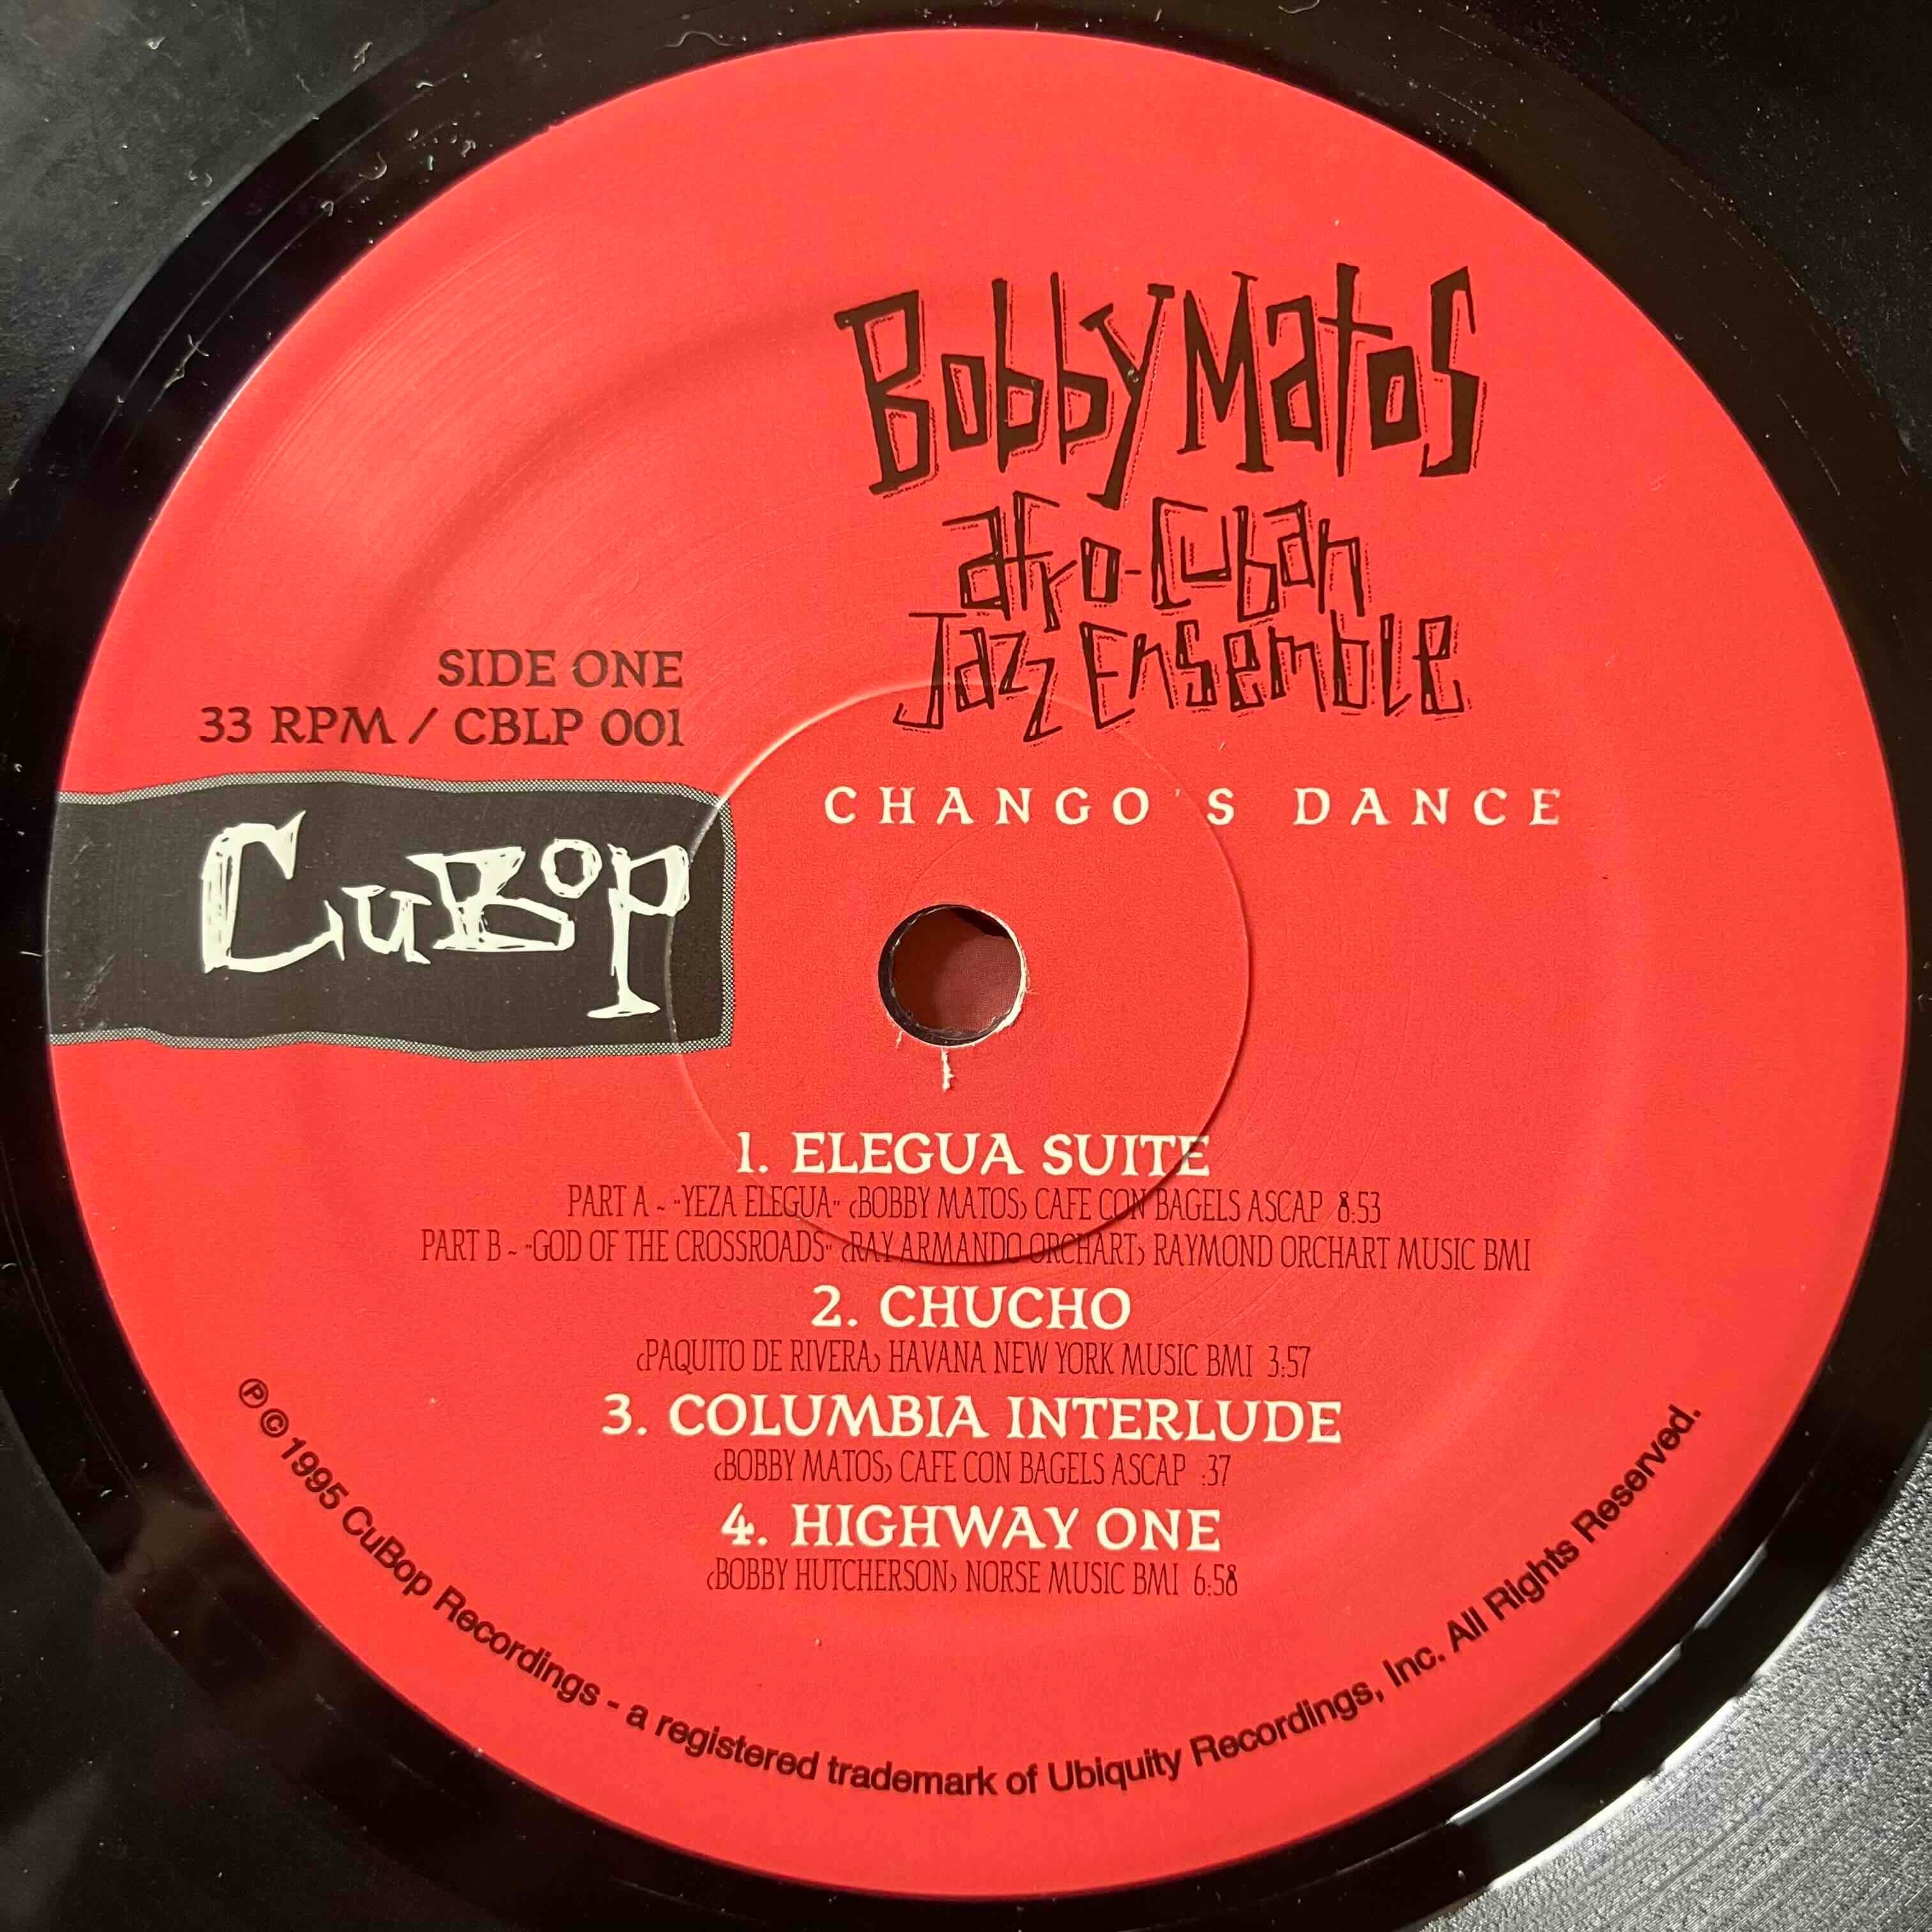 Bobby Matos
afro-Cuban
Jazz Ensemble
SIDE ONE
33 RPM / CBLP 001
CHANGO'S DANCE
CuBop
1. ELEGUA SUITE
PART A ~ "YEZA ELEGUA" (BOBBY MATOS) CAFE CON BAGELS ASCAP 8:53
PART B ~ "GOD OF THE CROSSROADS" (RAY ARMANDO ORCHART) RAYMOND ORCHART MUSIC BMI
2. CHUCHO
(PAQUITO DE RIVERA) HAVANA NEW YORK MUSIC BMI 3:57
3. COLUMBIA INTERLUDE
(BOBBY MATOS) CAFE CON BAGELS ASCAP :37
4. HIGHWAY ONE
(BOBBY HUTCHERSON) NORSE MUSIC BMI 6:58
℗ © 1995 CuBop Recordings - a registered trademark of Ubiquity Recordings, Inc. All Rights Reserved.